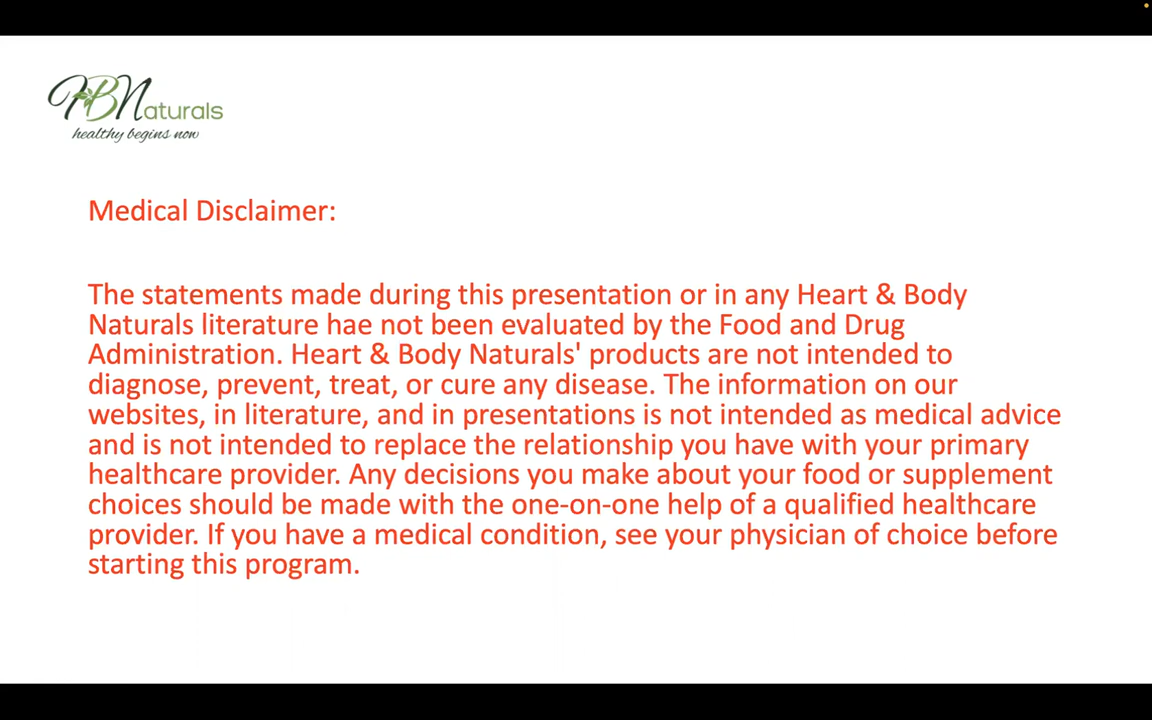 HBNaturals
healthy begins now
Medical Disclaimer:
The statements made during this presentation or in any Heart & Body
Naturals literature hae not been evaluated by the Food and Drug
Administration. Heart & Body Naturals' products are not intended to
diagnose, prevent, treat, or cure any disease. The information on our
websites, in literature, and in presentations is not intended as medical advice
and is not intended to replace the relationship you have with your primary
healthcare provider. Any decisions you make about your food or supplement
choices should be made with the one-on-one help of a qualified healthcare
provider. If you have a medical condition, see your physician of choice before
starting this program.